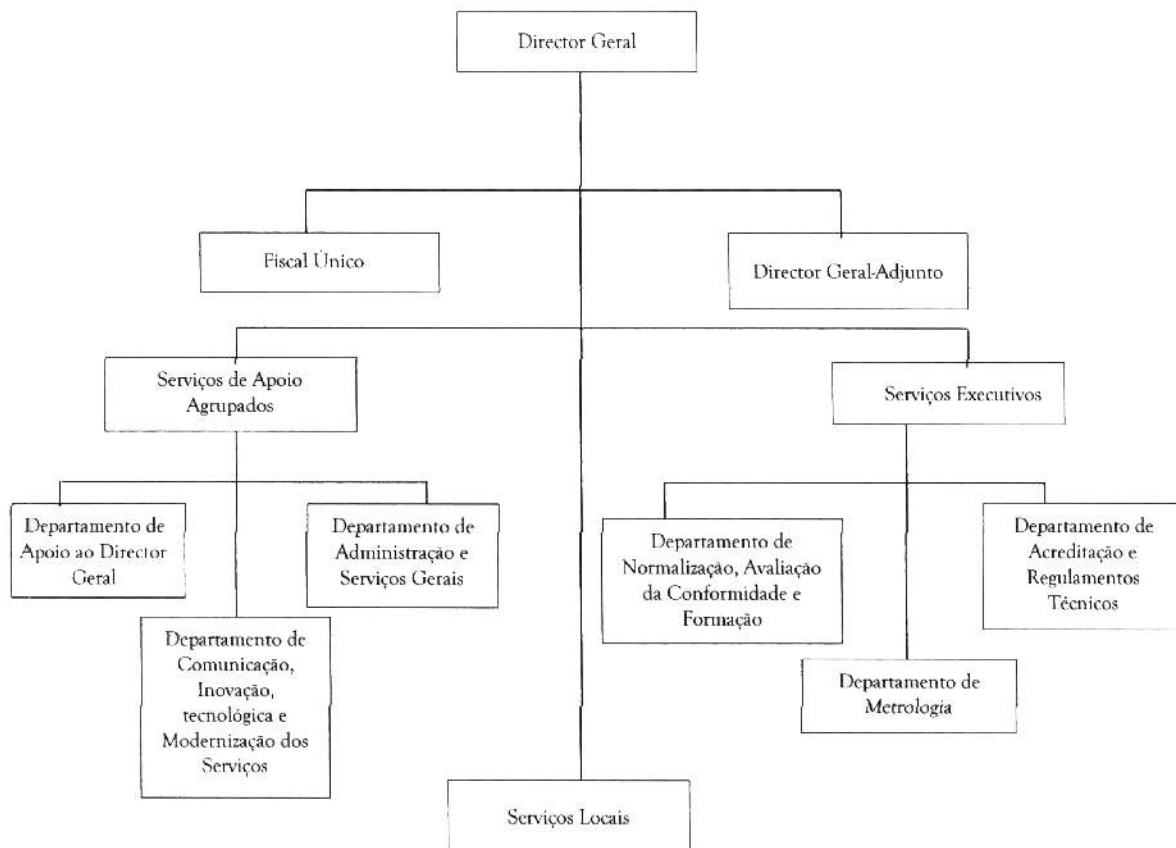 Director Geral
Fiscal Único
Director Geral-Adjunto
Serviços de Apoio
Agrupados
Serviços Executivos
Departamento de
Apoio ao Director
Geral
Departamento de
Administração e
Serviços Gerais
Departamento de
Normalização, Avaliação
da Conformidade e
Formação
Departamento de
Acreditação e
Regulamentos
Técnicos
Departamento de
Comunicação,
Inovação,
tecnológica e
Modernização dos
Serviços
Departamento de
Metrologia
Serviços Locais